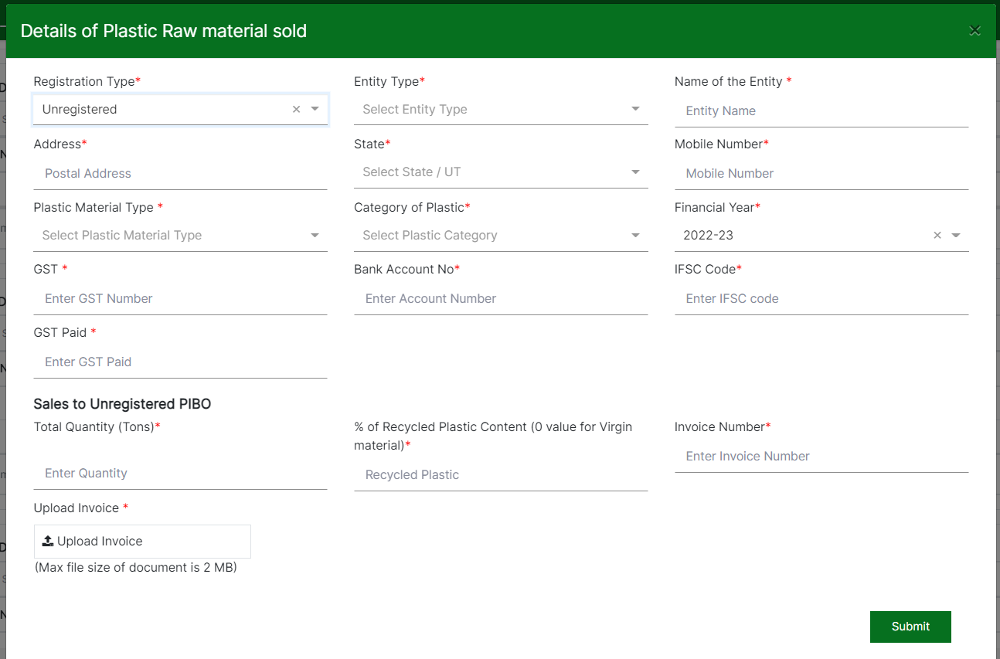 Details of Plastic Raw material sold
×
Registration Type*
Entity Type*
Name of the Entity *
Unregistered ×
Select Entity Type
Entity Name
Address*
State*
Mobile Number*
Postal Address
Select State / UT
Mobile Number
Plastic Material Type *
Category of Plastic*
Financial Year*
Select Plastic Material Type
Select Plastic Category
2022-23 ×
GST *
Bank Account No*
IFSC Code*
Enter GST Number
Enter Account Number
Enter IFSC code
GST Paid *
Enter GST Paid
Sales to Unregistered PIBO
Total Quantity (Tons)*
Enter Quantity
% of Recycled Plastic Content (0 value for Virgin
material)*
Recycled Plastic
Invoice Number*
Enter Invoice Number
Upload Invoice *
Upload Invoice
(Max file size of document is 2 MB)
Submit